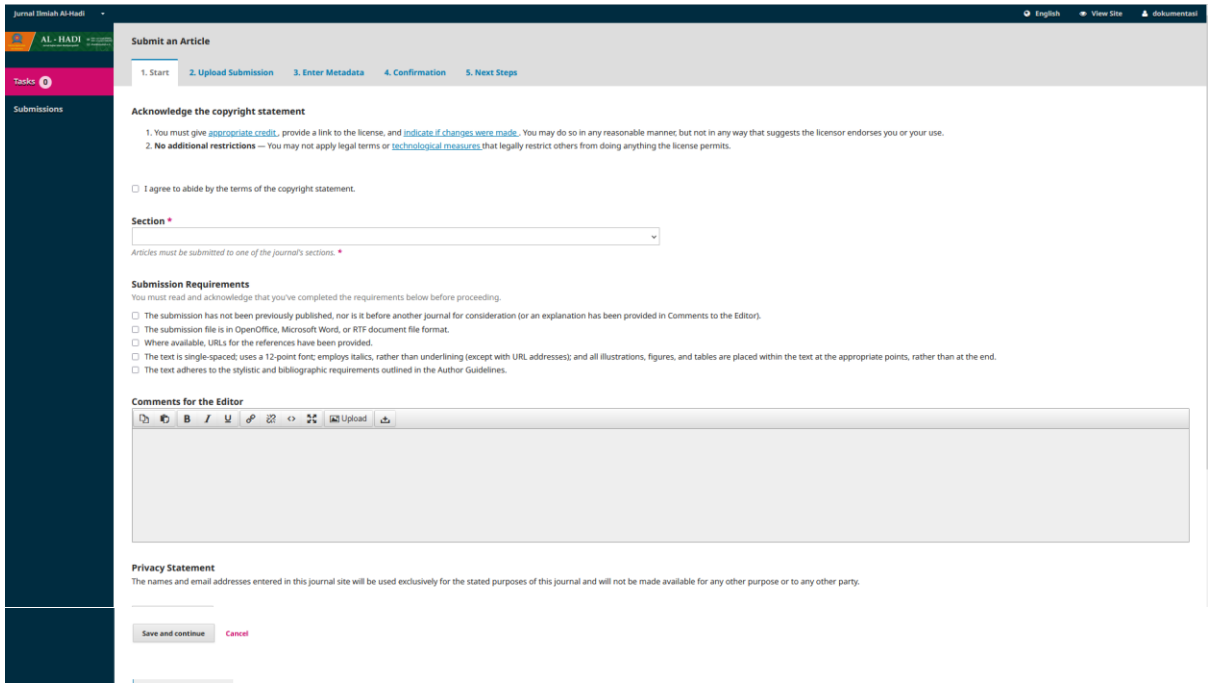 Jurnal Ilmiah Al-Hadi
English
View Site
dokumentasi
AL - HADI
Submit an Article
Tasks 0
1. Start
2. Upload Submission
3. Enter Metadata
4. Confirmation
5. Next Steps
Submissions
Acknowledge the copyright statement
1. You must give appropriate credit , provide a link to the license, and indicate if changes were made . You may do so in any reasonable manner, but not in any way that suggests the licensor endorses you or your use.
2. No additional restrictions — You may not apply legal terms or technological measures that legally restrict others from doing anything the license permits.
I agree to abide by the terms of the copyright statement.
Section *
Articles must be submitted to one of the journal's sections. *
Submission Requirements
You must read and acknowledge that you've completed the requirements below before proceeding.
The submission has not been previously published, nor is it before another journal for consideration (or an explanation has been provided in Comments to the Editor).
The submission file is in OpenOffice, Microsoft Word, or RTF document file format.
Where available, URLs for the references have been provided.
The text is single-spaced; uses a 12-point font; employs italics, rather than underlining (except with URL addresses); and all illustrations, figures, and tables are placed within the text at the appropriate points, rather than at the end.
The text adheres to the stylistic and bibliographic requirements outlined in the Author Guidelines.
Comments for the Editor
B I U Upload
Privacy Statement
The names and email addresses entered in this journal site will be used exclusively for the stated purposes of this journal and will not be made available for any other purpose or to any other party.
Save and continue
Cancel